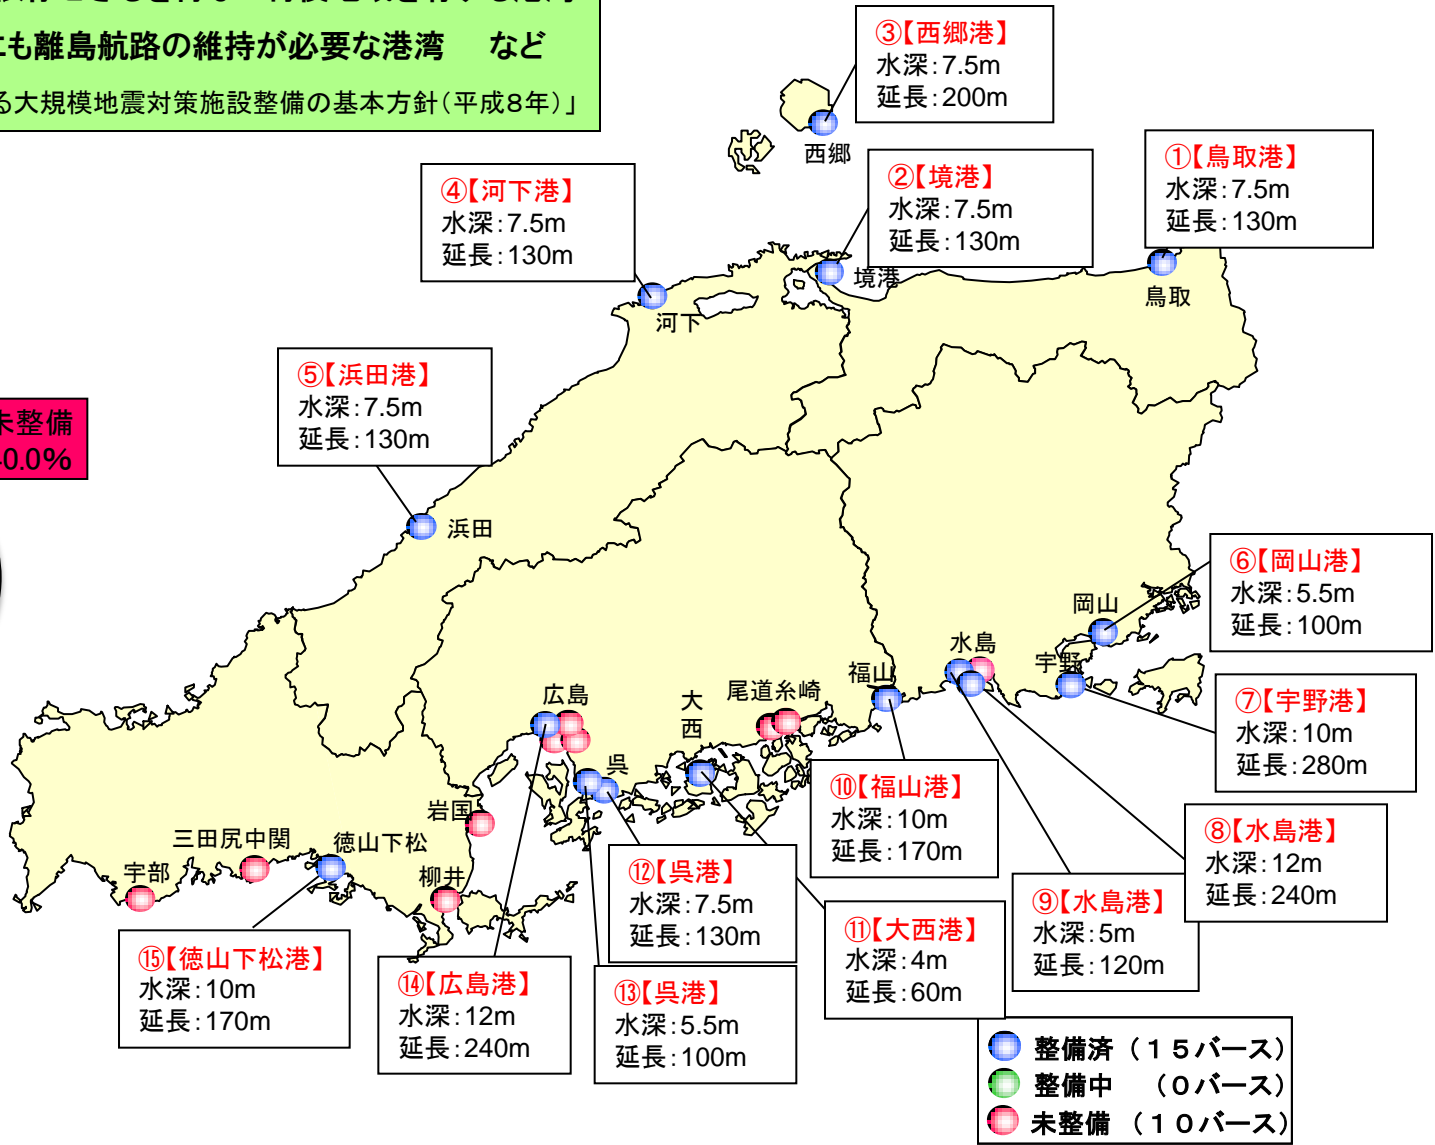 にも離島航路の維持が必要な港湾　など
る大規模地震対策施設整備の基本方針(平成8年)」
③【西郷港】
水深:7.5m
延長:200m
西郷
①【鳥取港】
水深:7.5m
延長:130m
鳥取
②【境港】
水深:7.5m
延長:130m
境港
④【河下港】
水深:7.5m
延長:130m
河下
⑤【浜田港】
水深:7.5m
延長:130m
浜田
未整備
0.0%
⑥【岡山港】
水深:5.5m
延長:100m
岡山
水島
宇野
福山
尾道糸崎
大西
広島
呉
岩国
柳井
徳山下松
三田尻中関
宇部
⑦【宇野港】
水深:10m
延長:280m
⑧【水島港】
水深:12m
延長:240m
⑨【水島港】
水深:5m
延長:120m
⑩【福山港】
水深:10m
延長:170m
⑪【大西港】
水深:4m
延長:60m
⑫【呉港】
水深:7.5m
延長:130m
⑬【呉港】
水深:5.5m
延長:100m
⑭【広島港】
水深:12m
延長:240m
⑮【徳山下松港】
水深:10m
延長:170m
整備済 (15バース)
整備中 (0バース)
未整備 (10バース)